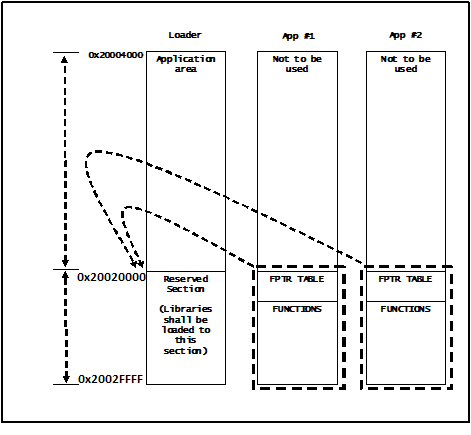 Loader
App #1
App #2
0x20004000
Application
area
Not to be
used
Not to be
used
0x20020000
Reserved
Section
(Libraries
shall be
loaded to
this
section)
FPTR TABLE
FUNCTIONS
FPTR TABLE
FUNCTIONS
0x2002FFFF